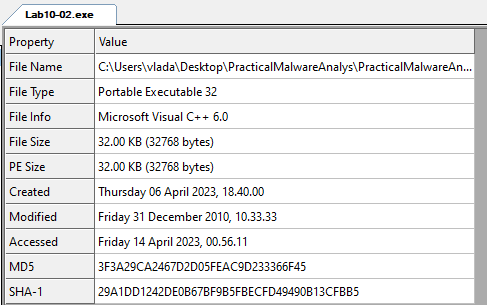 Lab10-02.exe
Property Value
File Name C:\Users\vlada\Desktop\PracticalMalwareAnalys\PracticalMalwareAn...
File Type Portable Executable 32
File Info Microsoft Visual C++ 6.0
File Size 32.00 KB (32768 bytes)
PE Size 32.00 KB (32768 bytes)
Created Thursday 06 April 2023, 18.40.00
Modified Friday 31 December 2010, 10.33.33
Accessed Friday 14 April 2023, 00.56.11
MD5 3F3A29CA2467D2D05FEAC9D233366F45
SHA-1 29A1DD1242DE0B67BF9B5FBECFD49490B13CFBB5